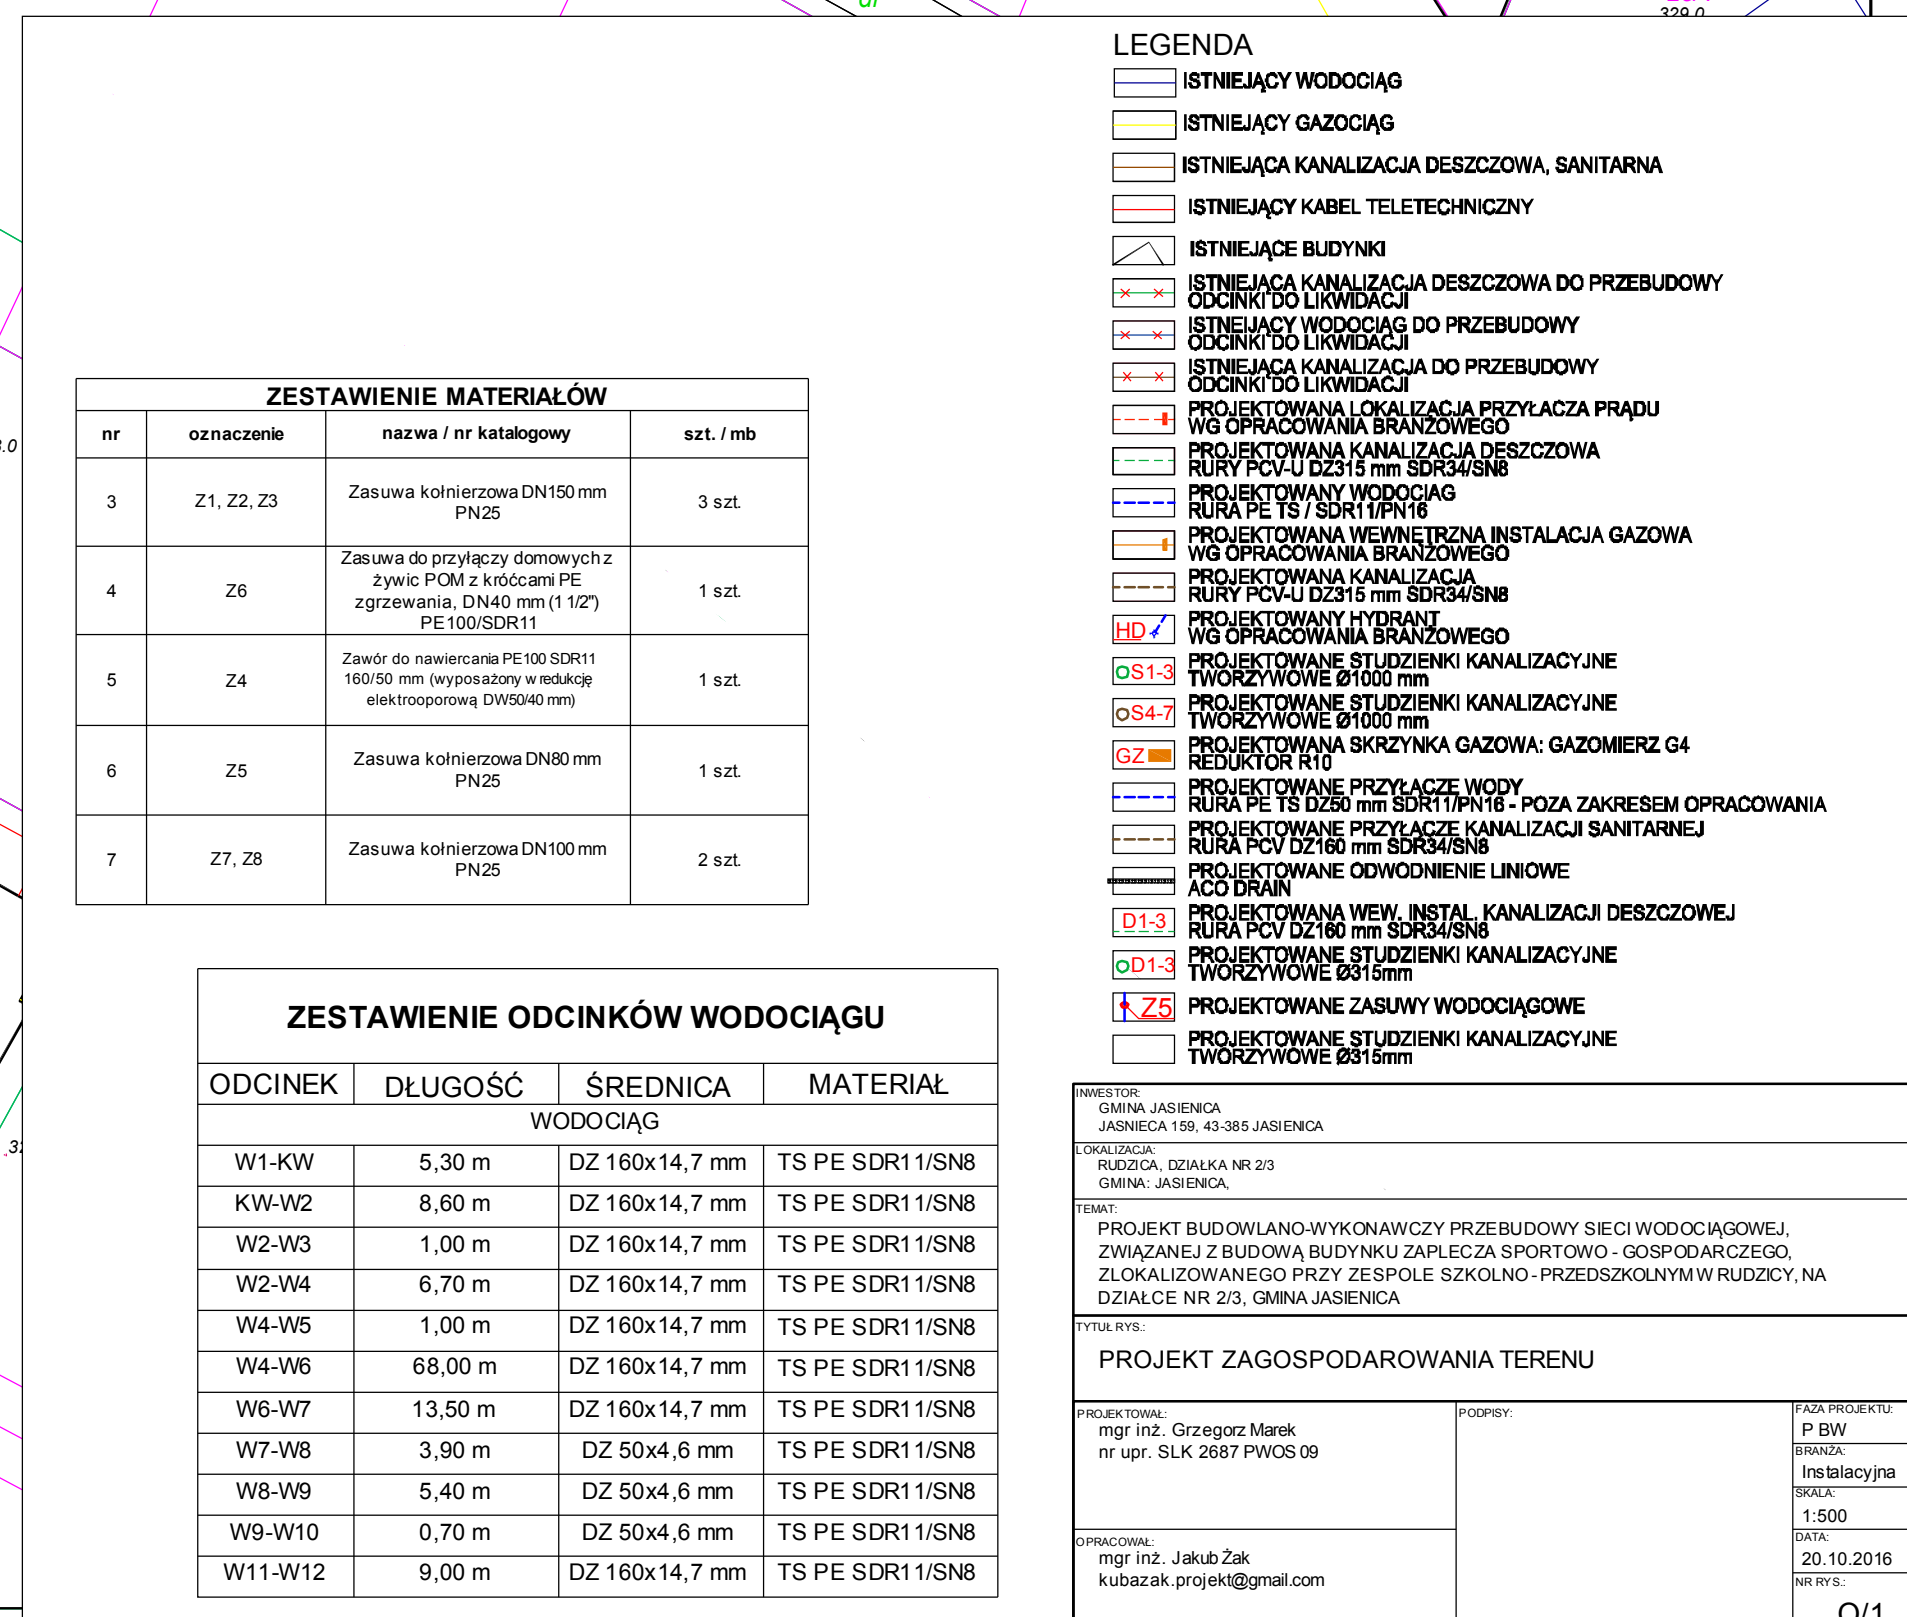 329.0
LEGENDA
ISTNIEJĄCY WODOCIĄG
ISTNIEJĄCY GAZOCIĄG
ISTNIEJĄCA KANALIZACJA DESZCZOWA, SANITARNA
ISTNIEJĄCY KABEL TELETECHNICZNY
ISTNIEJĄCE BUDYNKI
ISTNIEJĄCA KANALIZACJA DESZCZOWA DO PRZEBUDOWY
ODCINKI DO LIKWIDACJI
ISTNEIJĄCY WODOCIĄG DO PRZEBUDOWY
ODCINKI DO LIKWIDACJI
ISTNIEJĄCA KANALIZACJA DO PRZEBUDOWY
ODCINKI DO LIKWIDACJI
PROJEKTOWANA LOKALIZACJA PRZYŁACZA PRĄDU
WG OPRACOWANIA BRANŻOWEGO
PROJEKTOWANA KANALIZACJA DESZCZOWA
RURY PCV-U DZ315 mm SDR34/SN8
PROJEKTOWANY WODOCIAG
RURA PE TS / SDR11/PN16
PROJEKTOWANA WEWNĘTRZNA INSTALACJA GAZOWA
WG OPRACOWANIA BRANŻOWEGO
PROJEKTOWANA KANALIZACJA
RURY PCV-U DZ315 mm SDR34/SN8
HD PROJEKTOWANY HYDRANT
WG OPRACOWANIA BRANŻOWEGO
S1-3 PROJEKTOWANE STUDZIENKI KANALIZACYJNE
TWORZYWOWE Ø1000 mm
S4-7 PROJEKTOWANE STUDZIENKI KANALIZACYJNE
TWORZYWOWE Ø1000 mm
GZ PROJEKTOWANA SKRZYNKA GAZOWA: GAZOMIERZ G4
REDUKTOR R10
PROJEKTOWANE PRZYŁĄCZE WODY
RURA PE TS DZ50 mm SDR11/PN16 - POZA ZAKRESEM OPRACOWANIA
PROJEKTOWANE PRZYŁĄCZE KANALIZACJI SANITARNEJ
RURA PCV DZ160 mm SDR34/SN8
PROJEKTOWANE ODWODNIENIE LINIOWE
ACO DRAIN
D1-3 PROJEKTOWANA WEW. INSTAL. KANALIZACJI DESZCZOWEJ
RURA PCV DZ160 mm SDR34/SN8
D1-3 PROJEKTOWANE STUDZIENKI KANALIZACYJNE
TWORZYWOWE Ø315mm
Z5 PROJEKTOWANE ZASUWY WODOCIĄGOWE
PROJEKTOWANE STUDZIENKI KANALIZACYJNE
TWORZYWOWE Ø315mm
ZESTAWIENIE MATERIAŁÓW
nr oznaczenie nazwa / nr katalogowy szt. / mb
3 Z1, Z2, Z3 Zasuwa kołnierzowa DN150 mm PN25 3 szt.
4 Z6 Zasuwa do przyłączy domowych z
żywic POM z króćcami PE
zgrzewania, DN40 mm (1 1/2")
PE100/SDR11 1 szt.
5 Z4 Zawór do nawiercania PE100 SDR11
160/50 mm (wyposażony w redukcję
elektrooporową DW50/40 mm) 1 szt.
6 Z5 Zasuwa kołnierzowa DN80 mm
PN25 1 szt.
7 Z7, Z8 Zasuwa kołnierzowa DN100 mm
PN25 2 szt.
ZESTAWIENIE ODCINKÓW WODOCIĄGU
ODCINEK DŁUGOŚĆ ŚREDNICA MATERIAŁ
WODOCIĄG
W1-KW 5,30 m DZ 160x14,7 mm TS PE SDR11/SN8
KW-W2 8,60 m DZ 160x14,7 mm TS PE SDR11/SN8
W2-W3 1,00 m DZ 160x14,7 mm TS PE SDR11/SN8
W2-W4 6,70 m DZ 160x14,7 mm TS PE SDR11/SN8
W4-W5 1,00 m DZ 160x14,7 mm TS PE SDR11/SN8
W4-W6 68,00 m DZ 160x14,7 mm TS PE SDR11/SN8
W6-W7 13,50 m DZ 160x14,7 mm TS PE SDR11/SN8
W7-W8 3,90 m DZ 50x4,6 mm TS PE SDR11/SN8
W8-W9 5,40 m DZ 50x4,6 mm TS PE SDR11/SN8
W9-W10 0,70 m DZ 50x4,6 mm TS PE SDR11/SN8
W11-W12 9,00 m DZ 160x14,7 mm TS PE SDR11/SN8
INWESTOR:
GMINA JASIENICA
JASNIECA 159, 43-385 JASIENICA
LOKALIZACJA:
RUDZICA, DZIAŁKA NR 2/3
GMINA: JASIENICA,
TEMAT:
PROJEKT BUDOWLANO-WYKONAWCZY PRZEBUDOWY SIECI WODOCIĄGOWEJ,
ZWIĄZANEJ Z BUDOWĄ BUDYNKU ZAPLECZA SPORTOWO - GOSPODARCZEGO,
ZLOKALIZOWANEGO PRZY ZESPOLE SZKOLNO - PRZEDSZKOLNYM W RUDZICY, NA
DZIAŁCE NR 2/3, GMINA JASIENICA
TYTUŁ RYS.:
PROJEKT ZAGOSPODAROWANIA TERENU
PROJEKTOWAŁ:
mgr inż. Grzegorz Marek
nr upr. SLK 2687 PWOS 09
OPRACOWAŁ:
mgr inż. Jakub Żak
kubazak.projekt@gmail.com
PODPISY:
FAZA PROJEKTU:
P BW
BRANŻA:
Instalacyjna
SKALA:
1:500
DATA:
20.10.2016
NR RYS.: